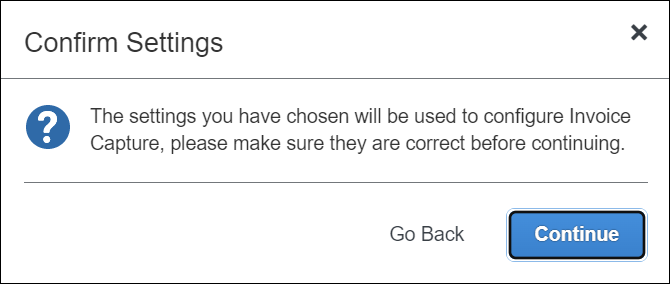 Confirm Settings
The settings you have chosen will be used to configure Invoice
Capture, please make sure they are correct before continuing.
Go Back
Continue